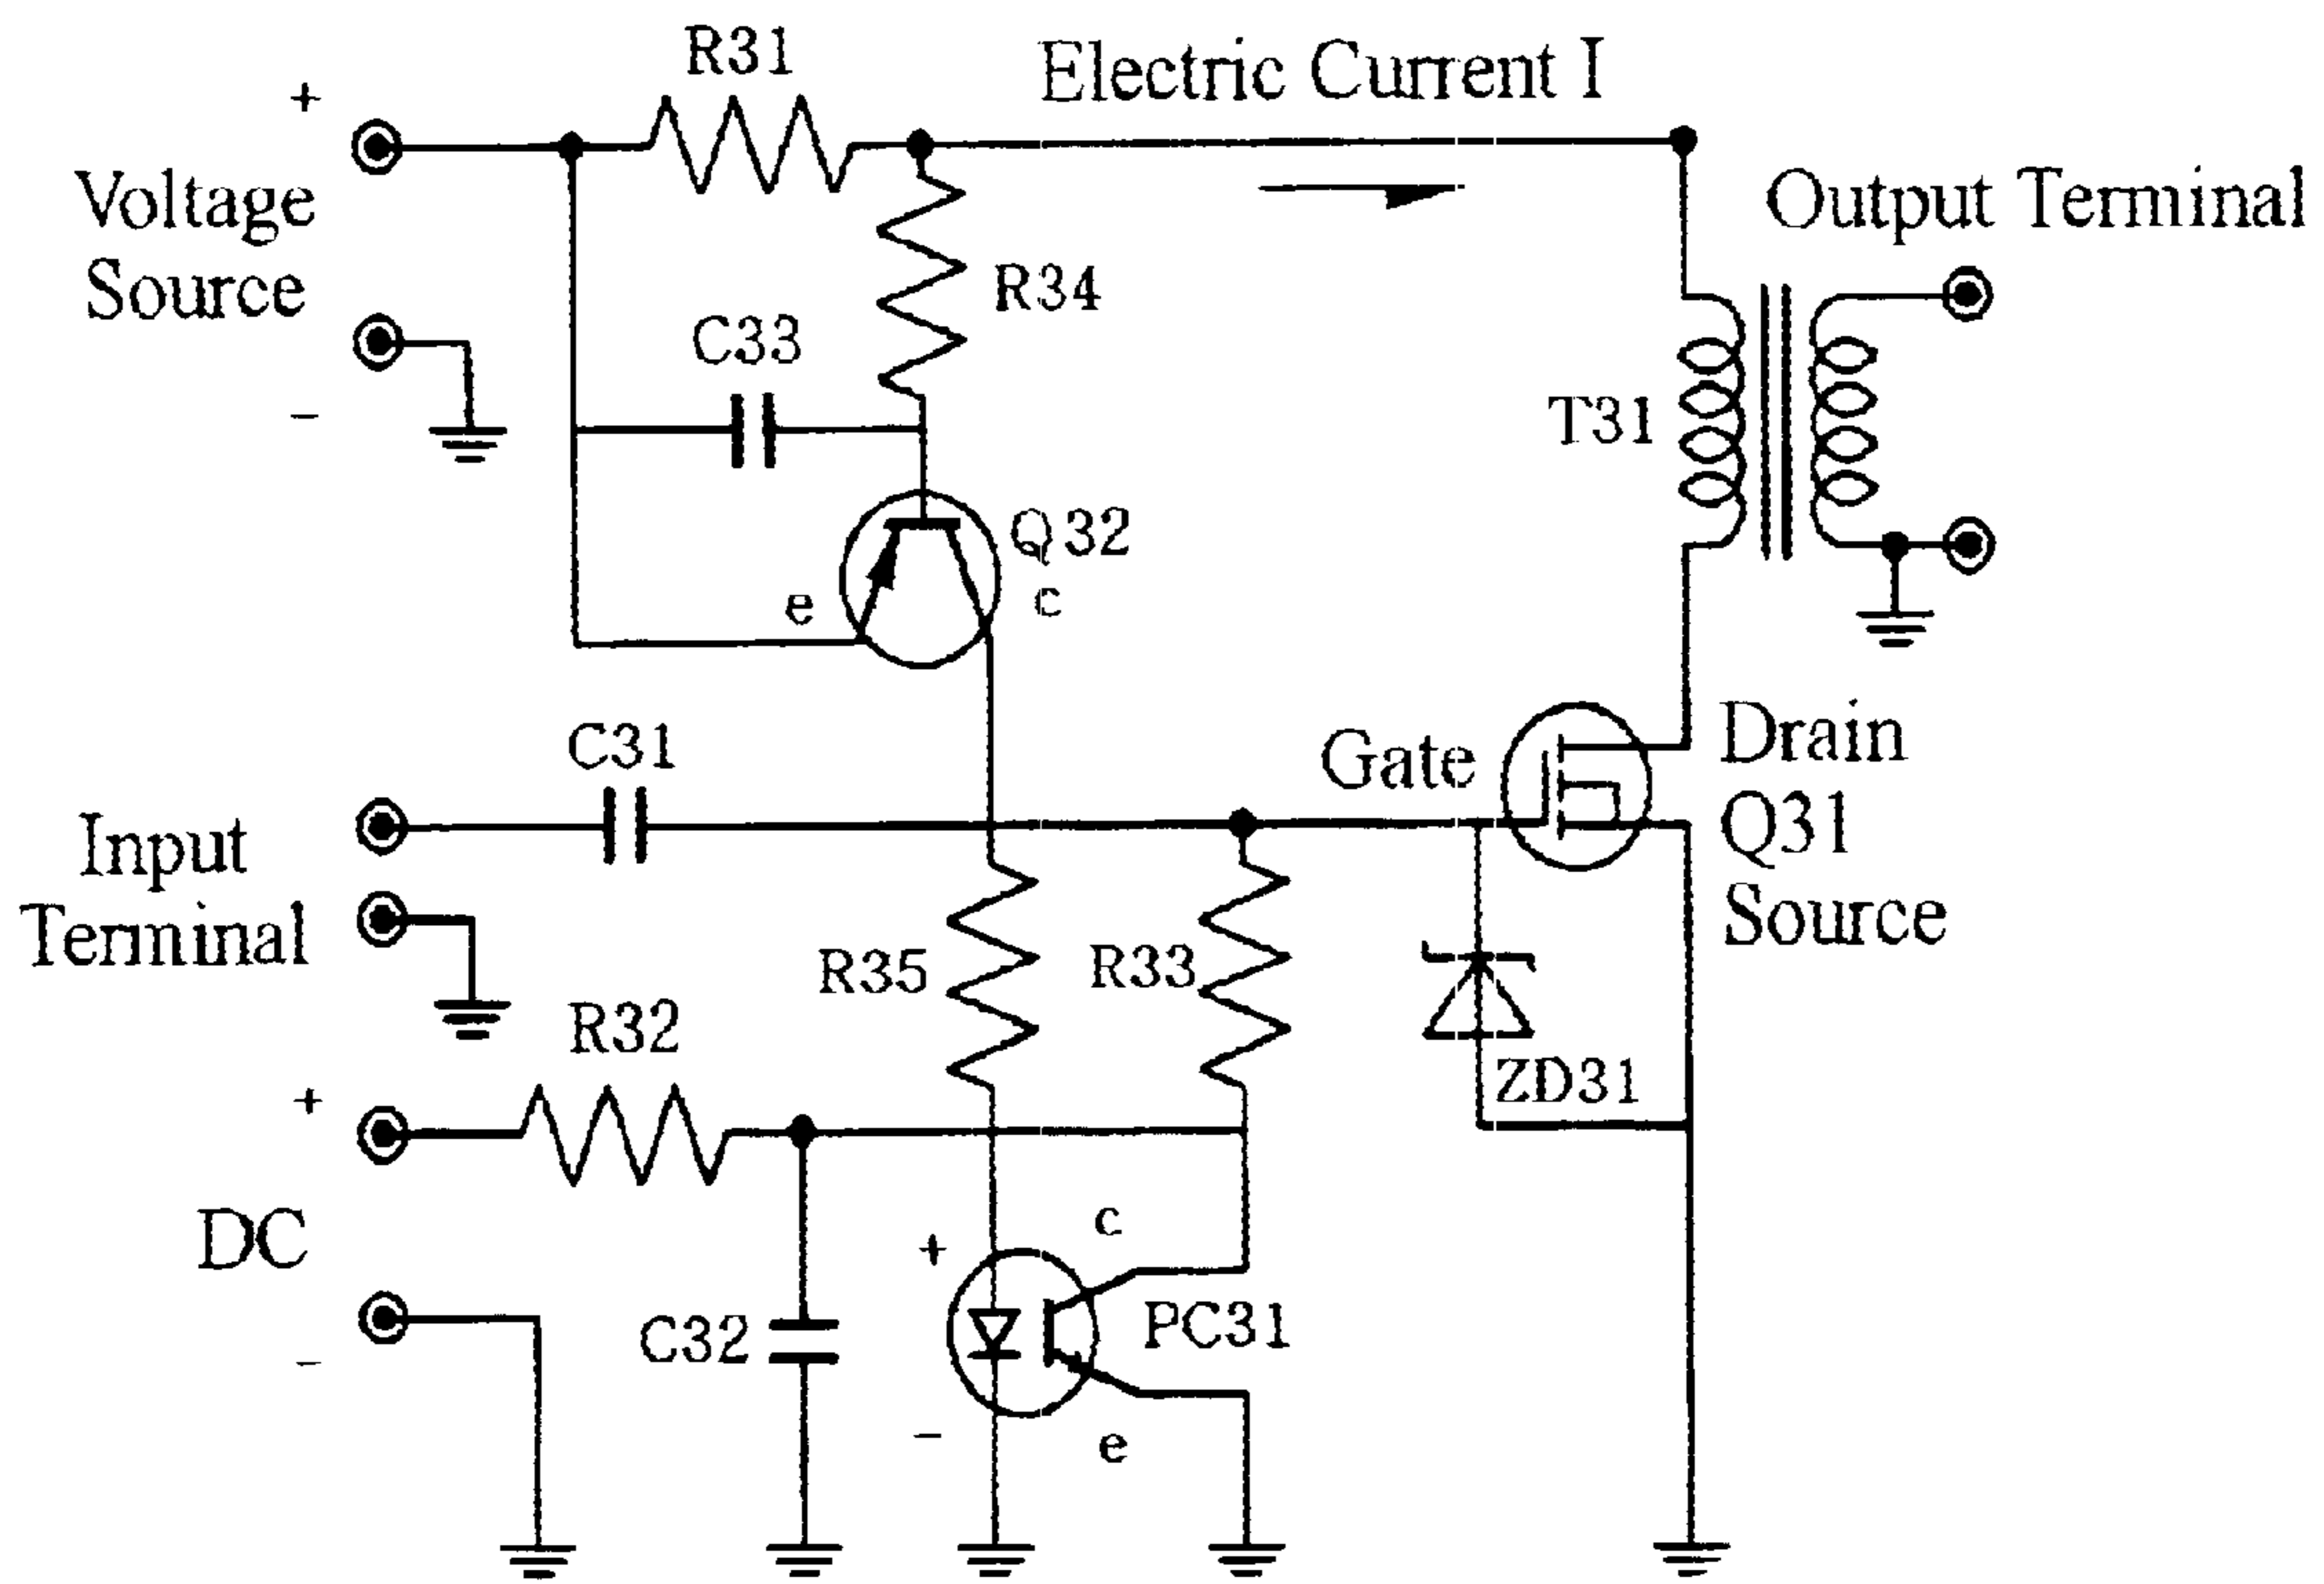 R31
Electric Current I
+
Voltage
Source
Output Terminal
R34
C33
−
T31
Q32
e
c
C31
Gate
Drain
Q31
Source
Input
Terminal
R35
R33
R32
ZD31
+
DC
c
+
C32
PC31
−
−
e